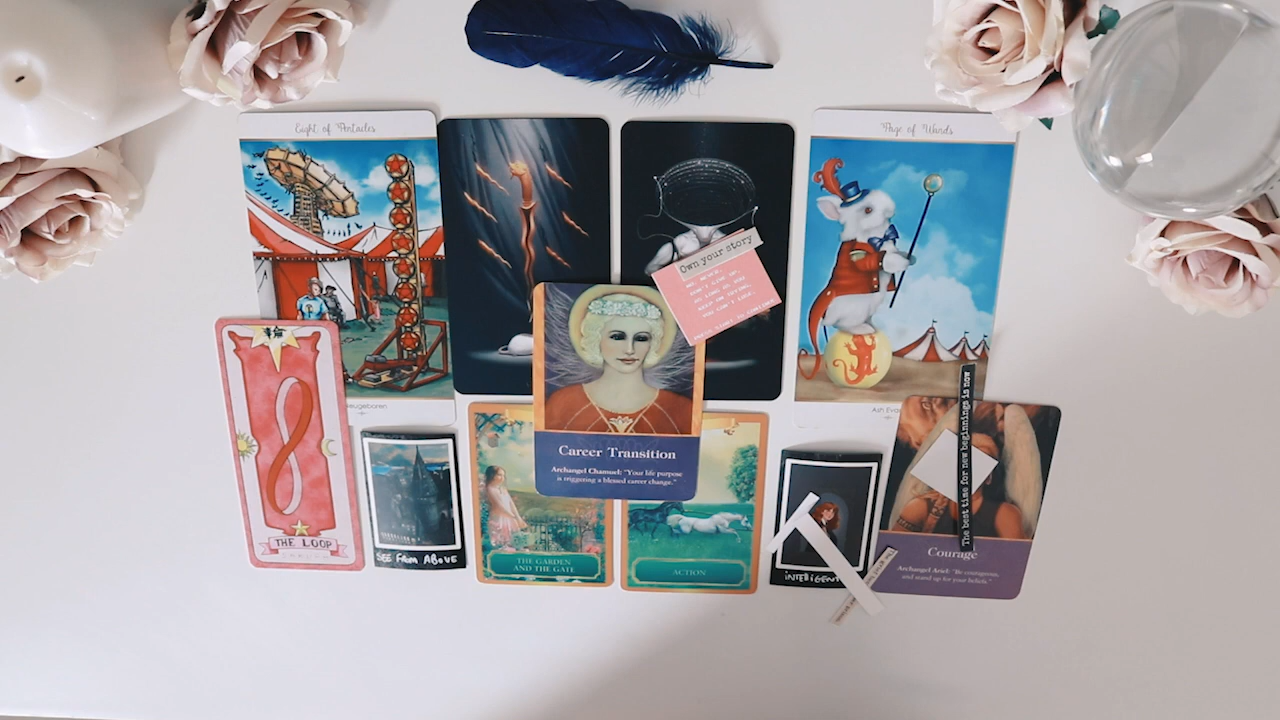 Eight of Pentacles
Page of Wands
Own your story
Career Transition
Archangel Chamuel: "Your life purpose
is triggering a blessed career change."
THE LOOP
SAKURA
SEE FROM ABOVE
THE GARDEN
AND THE GATE
ACTION
INTELLIGENT
The best time for new beginnings is now
Courage
Archangel Ariel: "Be courageous,
and stand up for your beliefs."